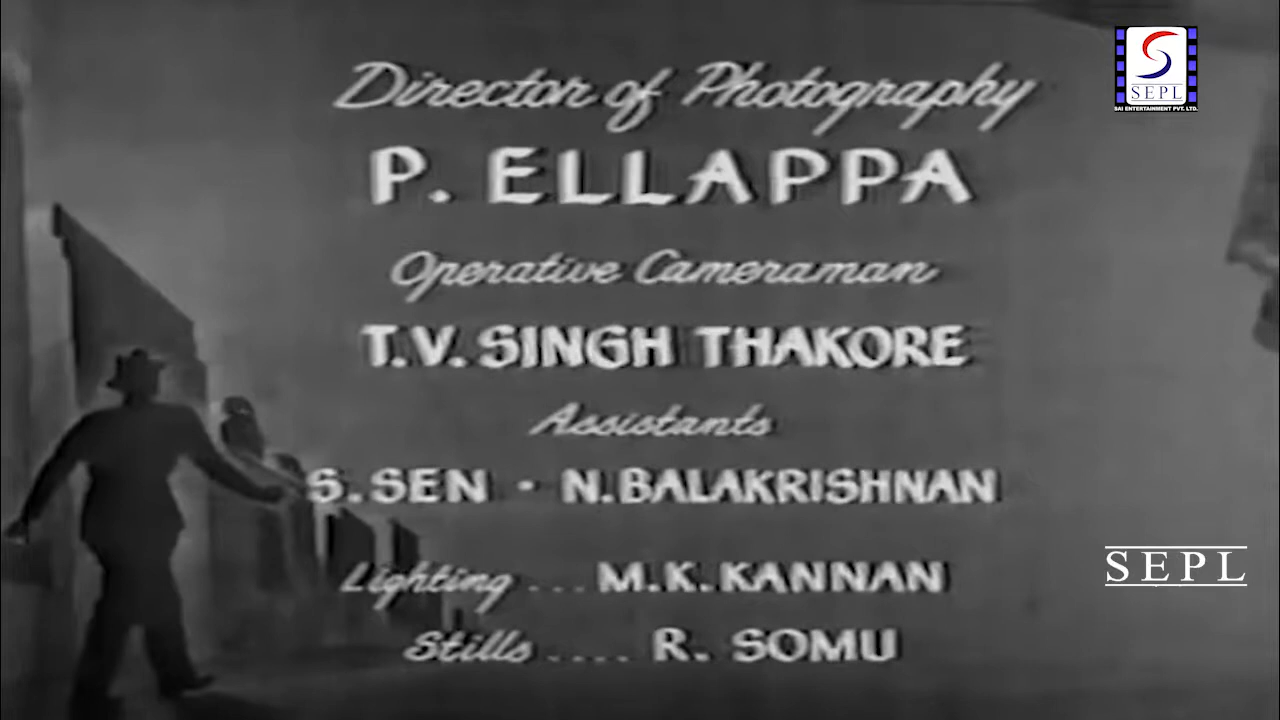 Director of Photography
P. ELLAPPA
Operative Cameraman
T.V. SINGH THAKORE
Assistants
S. SEN · N. BALAKRISHNAN
Lighting ... M.K. KANNAN
Stills .... R. SOMU
SEPL
SAI ENTERTAINMENT PVT. LTD.
SEPL